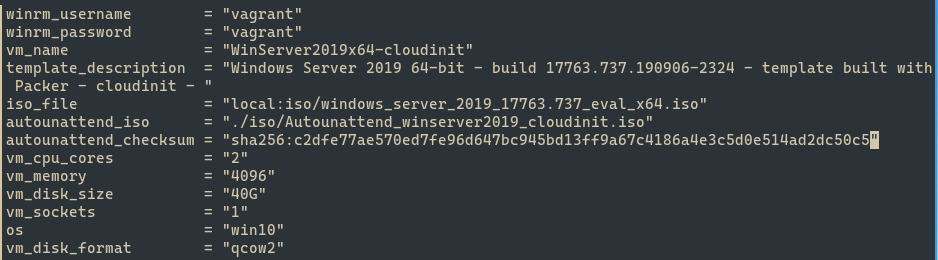 winrm_username        = "vagrant"
winrm_password        = "vagrant"
vm_name               = "WinServer2019x64-cloudinit"
template_description  = "Windows Server 2019 64-bit - build 17763.737.190906-2324 - template built with
 Packer - cloudinit - "
iso_file              = "local:iso/windows_server_2019_17763.737_eval_x64.iso"
autounattend_iso      = "./iso/Autounattend_winserver2019_cloudinit.iso"
autounattend_checksum = "sha256:c2dfe77ae570ed7fe96d647bc945bd13ff9a67c4186a4e3c5d0e514ad2dc50c5"
vm_cpu_cores          = "2"
vm_memory             = "4096"
vm_disk_size          = "40G"
vm_sockets            = "1"
os                    = "win10"
vm_disk_format        = "qcow2"